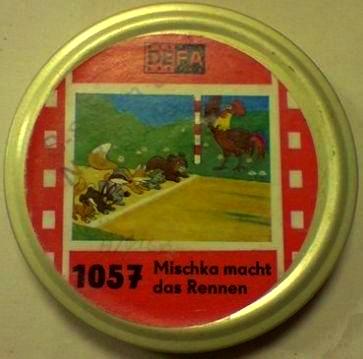 DEFA
1057 Mischka macht
das Rennen